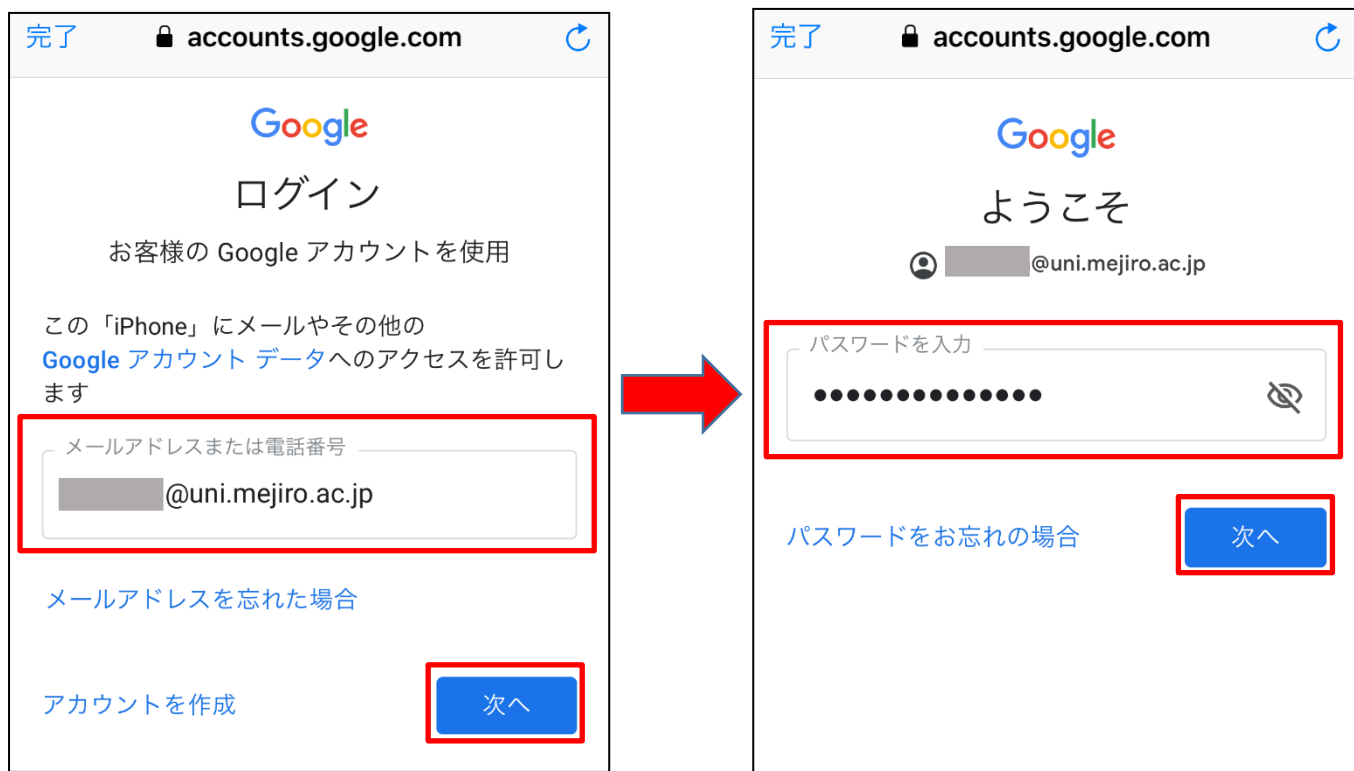 完了
accounts.google.com
Google
ログイン
お客様の Google アカウントを使用
この「iPhone」にメールやその他の
Google アカウント データへのアクセスを許可し
ます
メールアドレスまたは電話番号
@uni.mejiro.ac.jp
メールアドレスを忘れた場合
アカウントを作成
次へ
完了
accounts.google.com
Google
ようこそ
@uni.mejiro.ac.jp
パスワードを入力
••••••••••••••
パスワードをお忘れの場合
次へ